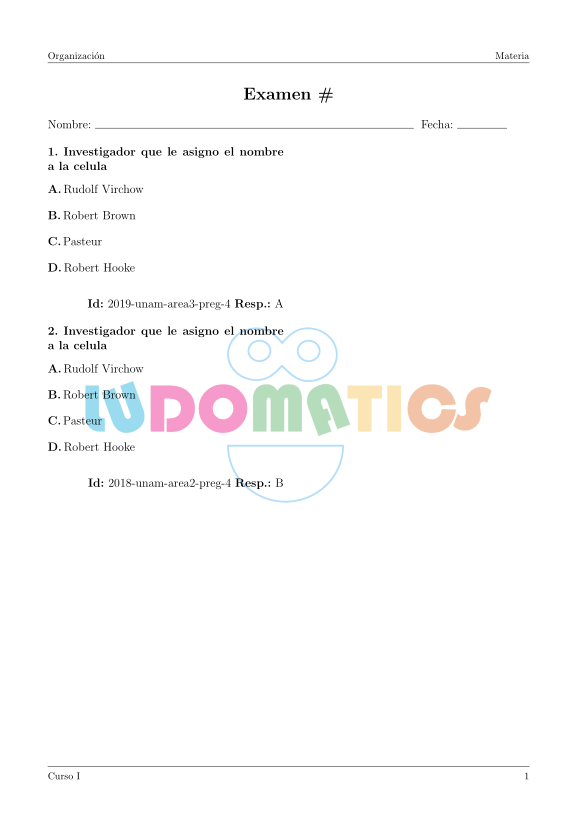 Organización Materia
Examen #
Nombre: Fecha:
1. Investigador que le asigno el nombre
a la celula
A. Rudolf Virchow
B. Robert Brown
C. Pasteur
D. Robert Hooke
Id: 2019-unam-area3-preg-4 Resp.: A
2. Investigador que le asigno el nombre
a la celula
A. Rudolf Virchow
B. Robert Brown
C. Pasteur
D. Robert Hooke
Id: 2018-unam-area2-preg-4 Resp.: B
LUDOMATICS
Curso I 1